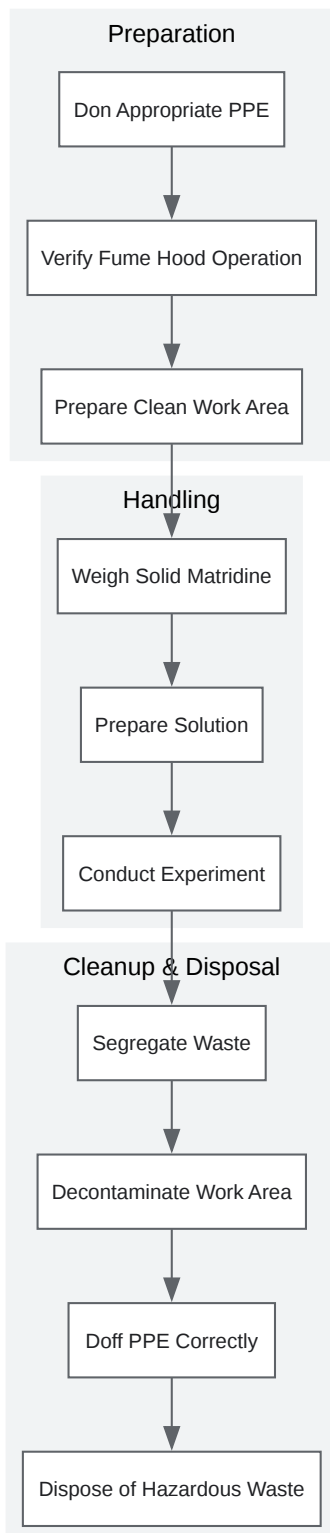 Preparation
Don Appropriate PPE
Verify Fume Hood Operation
Prepare Clean Work Area
Handling
Weigh Solid Matridine
Prepare Solution
Conduct Experiment
Cleanup & Disposal
Segregate Waste
Decontaminate Work Area
Doff PPE Correctly
Dispose of Hazardous Waste